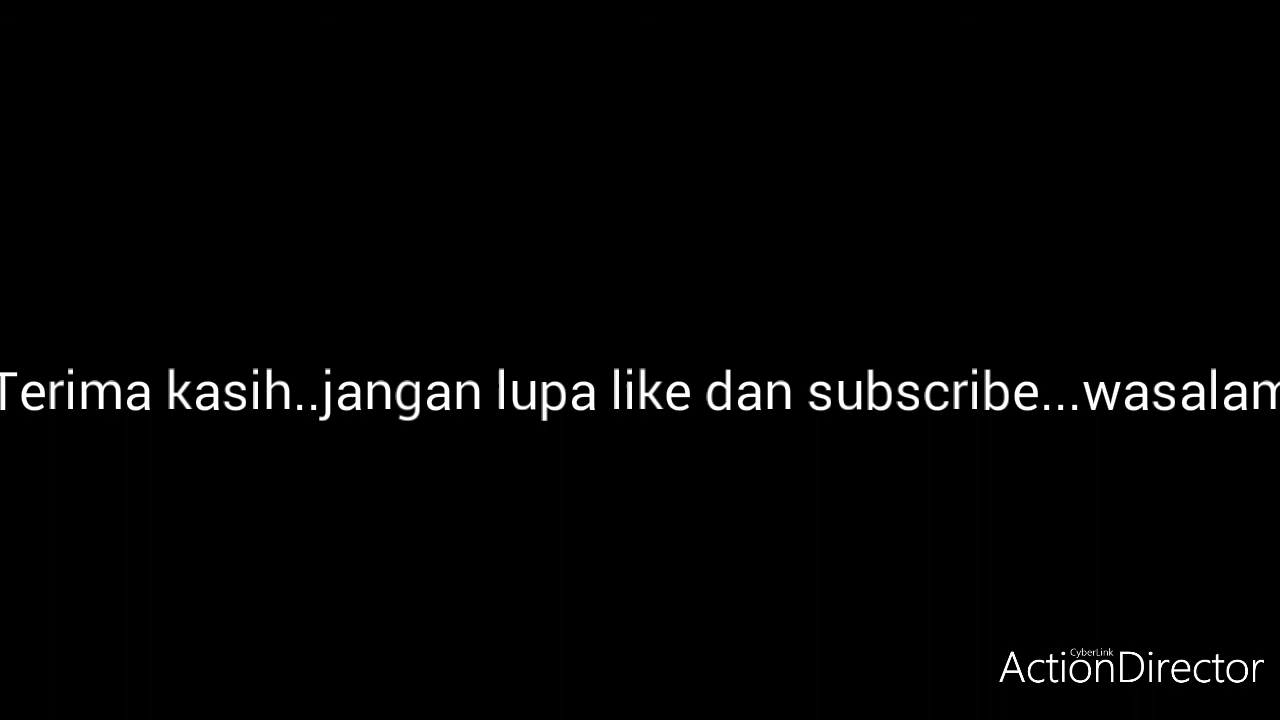 Terima kasih..jangan lupa like dan subscribe...wasalam
CyberLink
ActionDirector